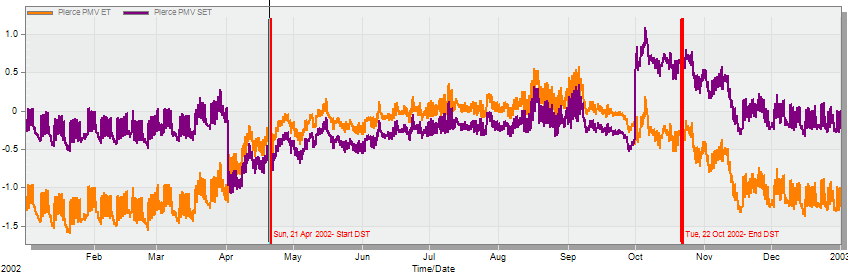 Pierce PMV ET Pierce PMV SET
1.0
0.5
0
-0.5
-1.0
-1.5
Sun, 21 Apr 2002- Start DST Tue, 22 Oct 2002- End DST
Feb Mar Apr May Jun Jul Aug Sep Oct Nov Dec 2003
2002 Time/Date